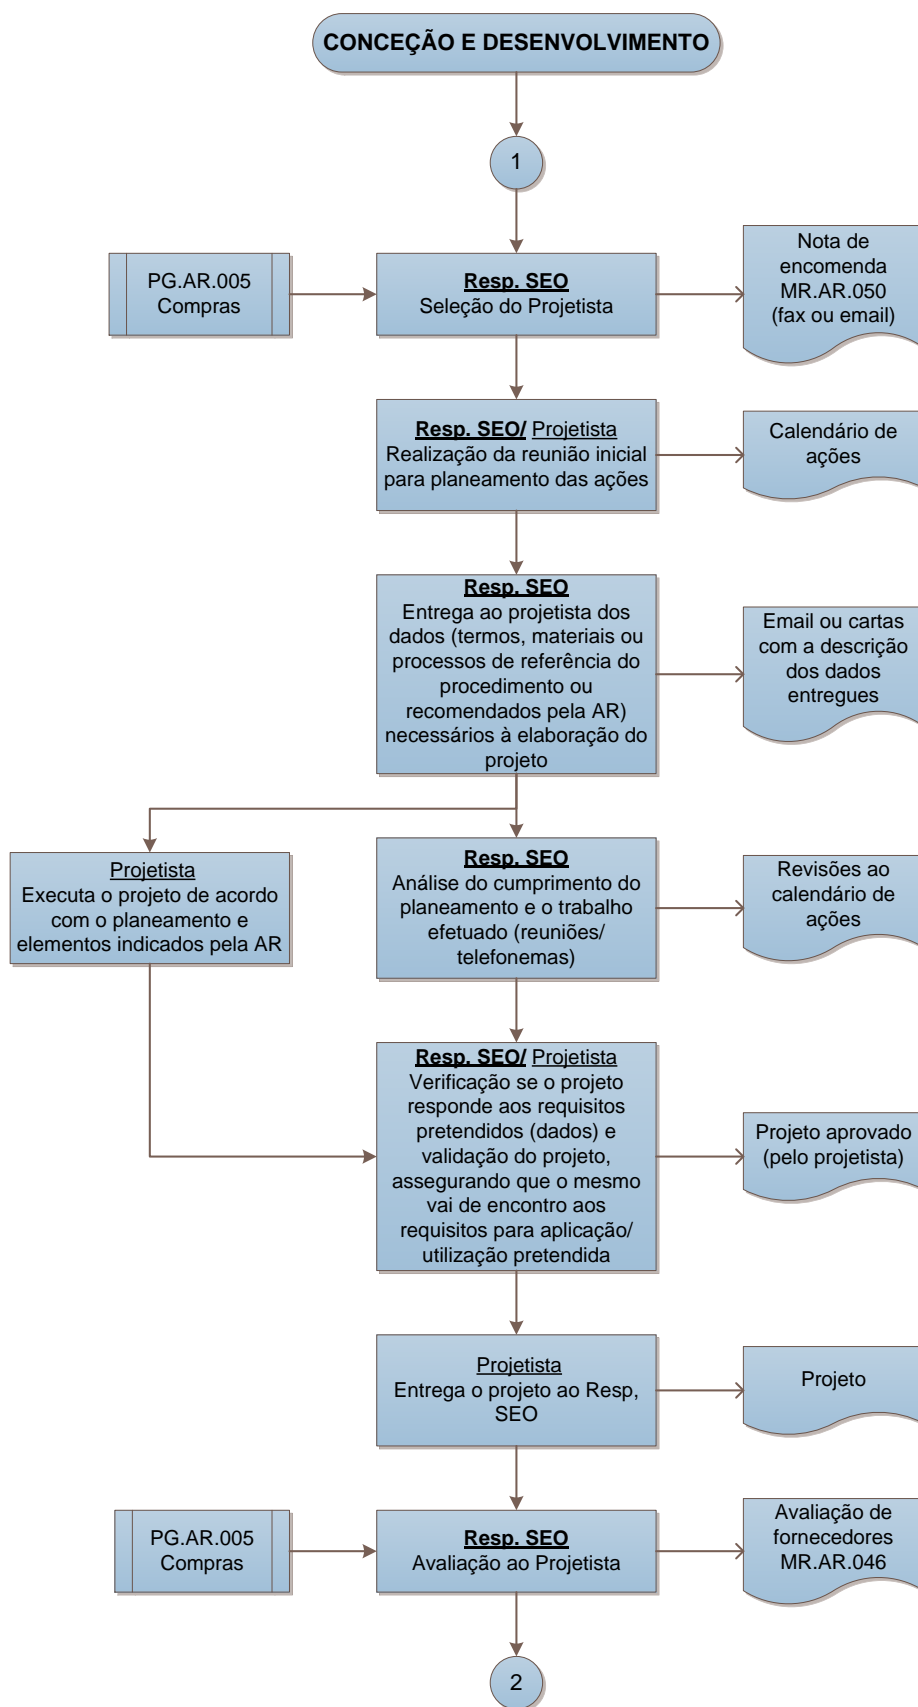 CONCEÇÃO E DESENVOLVIMENTO
1
PG.AR.005
Compras
Resp. SEO
Seleção do Projetista
Nota de
encomenda
MR.AR.050
(fax ou email)
Resp. SEO/ Projetista
Realização da reunião inicial
para planeamento das ações
Calendário de
ações
Resp. SEO
Entrega ao projetista dos
dados (termos, materiais ou
processos de referência do
procedimento ou
recomendados pela AR)
necessários à elaboração do
projeto
Email ou cartas
com a descrição
dos dados
entregues
Projetista
Executa o projeto de acordo
com o planeamento e
elementos indicados pela AR
Resp. SEO
Análise do cumprimento do
planeamento e o trabalho
efetuado (reuniões/
telefonemas)
Revisões ao
calendário de
ações
Resp. SEO/ Projetista
Verificação se o projeto
responde aos requisitos
pretendidos (dados) e
validação do projeto,
assegurando que o mesmo
vai de encontro aos
requisitos para aplicação/
utilização pretendida
Projeto aprovado
(pelo projetista)
Projetista
Entrega o projeto ao Resp,
SEO
Projeto
PG.AR.005
Compras
Resp. SEO
Avaliação ao Projetista
Avaliação de
fornecedores
MR.AR.046
2